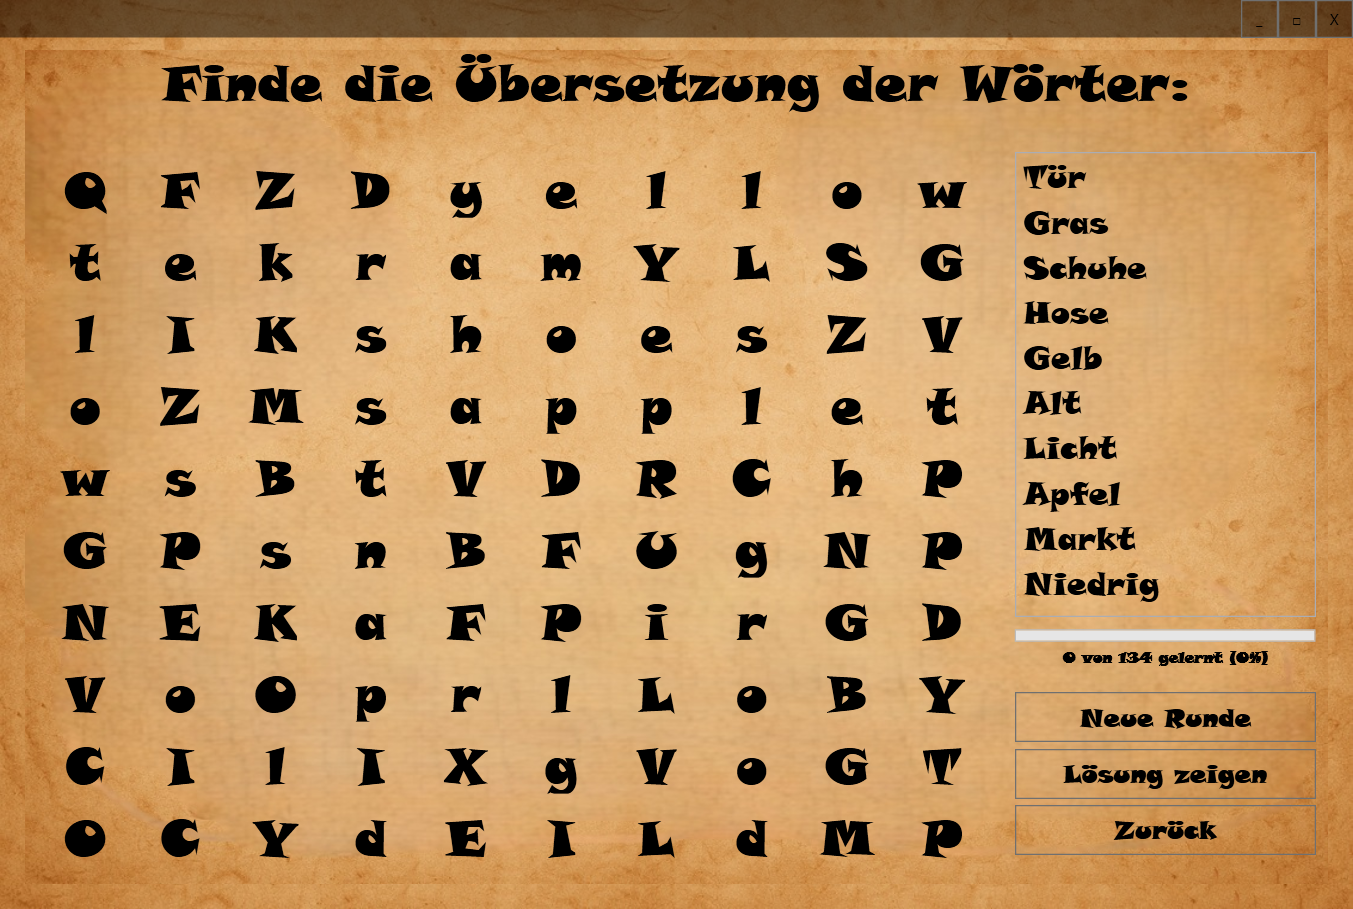 _ □ X
Finde die Übersetzung der Wörter:
Q F Z D y e l l o w
t e k r a m Y L S G
l I K s h o e s Z V
o Z M s a p p l e t
w s B t V D R C h P
G P s n B F U g N P
N E K a F P i r G D
V o O p r l L o B Y
C I l I X g V o G T
O C Y d E I L d M P
Tür
Gras
Schuhe
Hose
Gelb
Alt
Licht
Apfel
Markt
Niedrig
0 von 134 gelernt (0%)
Neue Runde
Lösung zeigen
Zurück